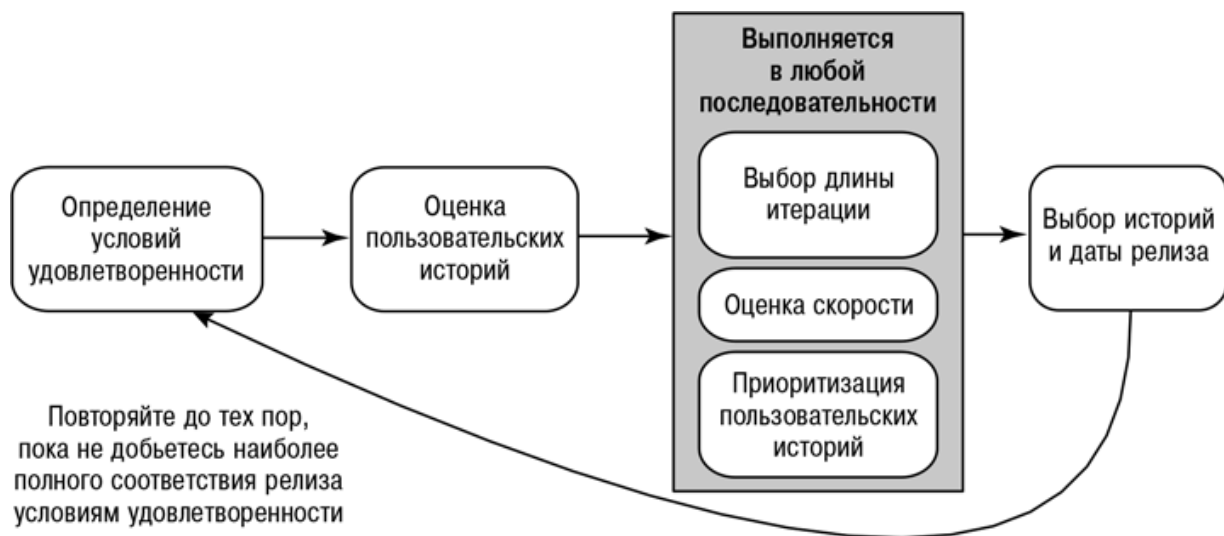 Определение
условий
удовлетворенности
Оценка
пользовательских
историй
Выполняется
в любой
последовательности
Выбор длины
итерации
Оценка скорости
Приоритизация
пользовательских
историй
Выбор историй
и даты релиза
Повторяйте до тех пор,
пока не добьетесь наиболее
полного соответствия релиза
условиям удовлетворенности